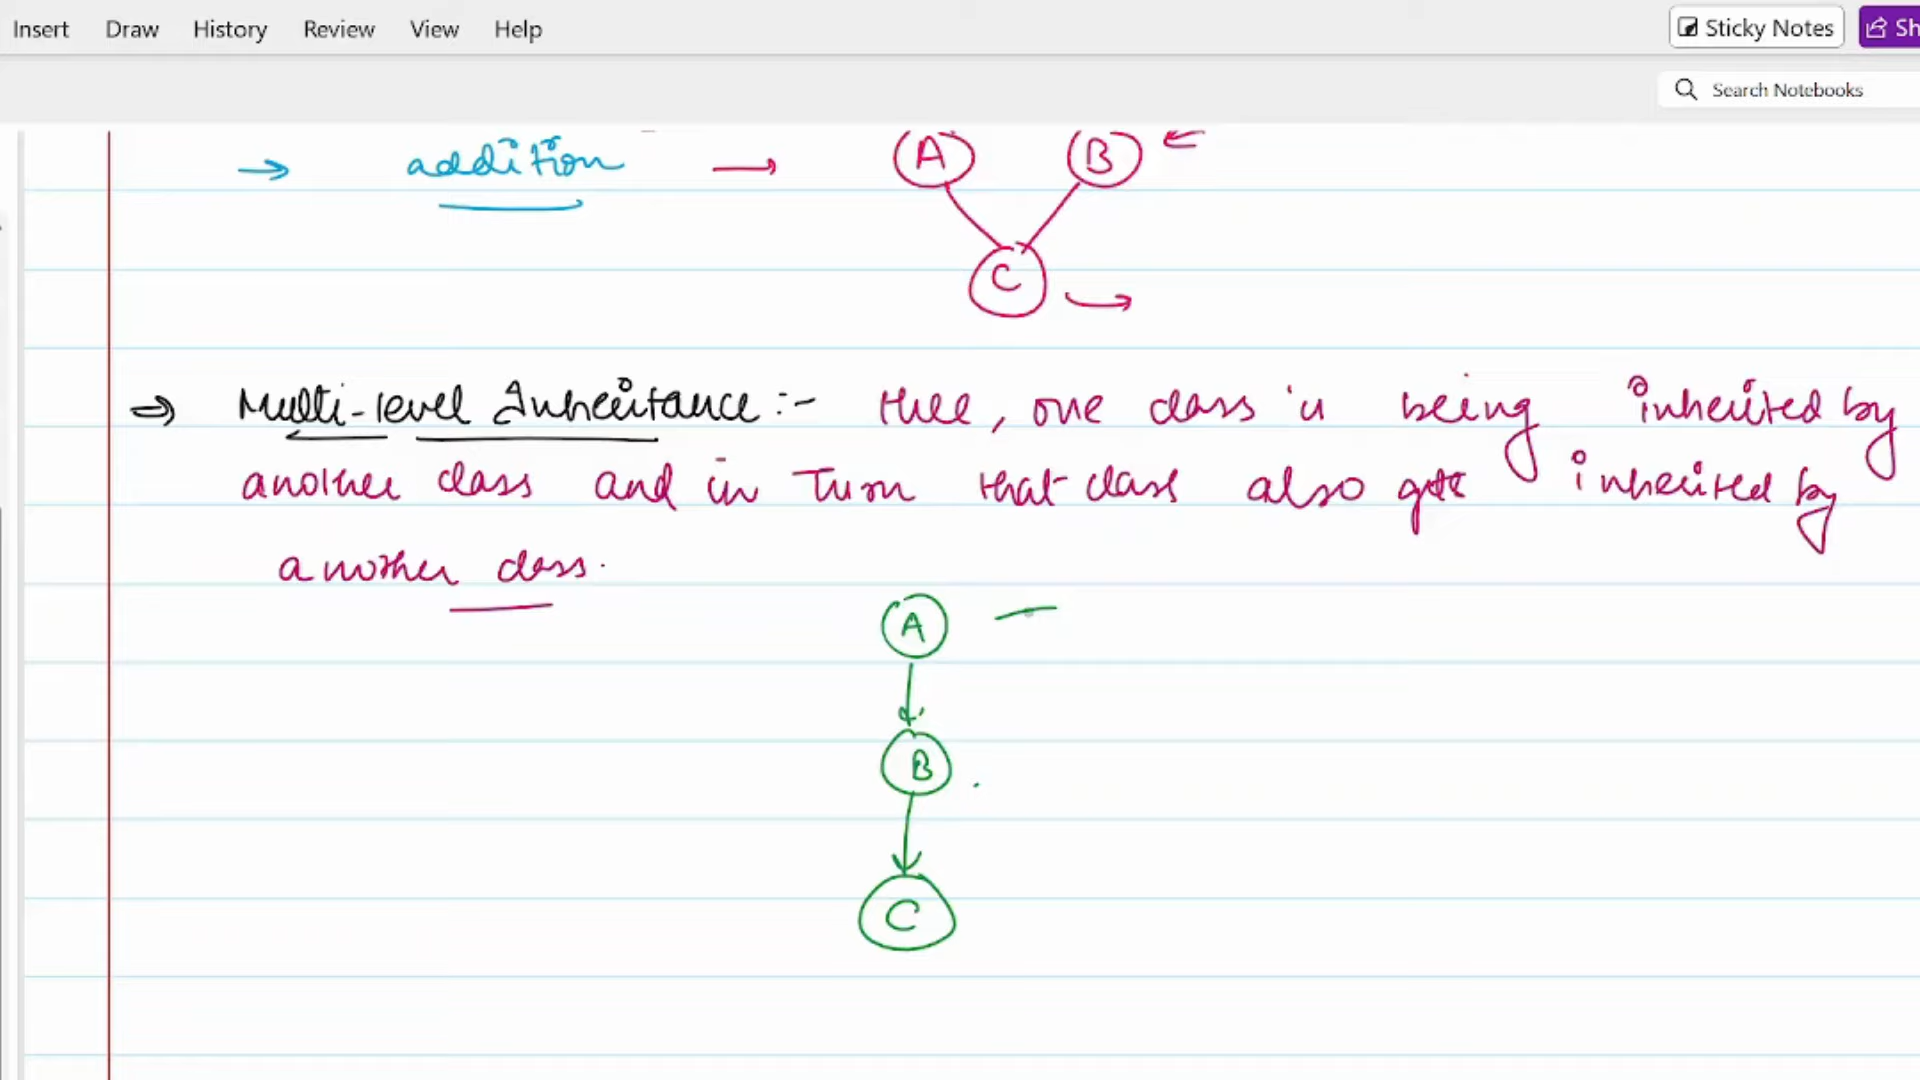 Insert Draw History Review View Help Sticky Notes Sh
Search Notebooks
→ addition → A B ←
C →
⇒ Multi-level Inheritance :- Here, one class is being inherited by
another class and in turn that class also gets inherited by
another class.
A
B
C